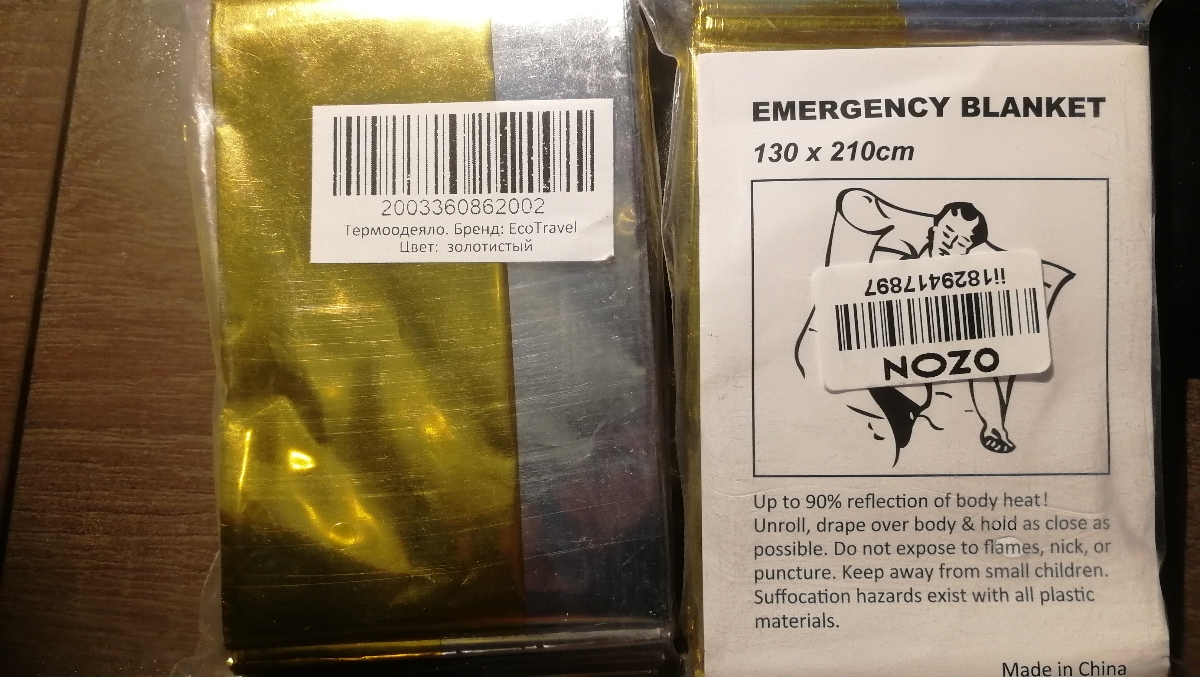 2003360862002
Термоодеяло. Бренд: EcoTravel
Цвет: золотистый
EMERGENCY BLANKET
130 x 210cm
ii1829417897
OZON
Up to 90% reflection of body heat!
Unroll, drape over body & hold as close as
possible. Do not expose to flames, nick, or
puncture. Keep away from small children.
Suffocation hazards exist with all plastic
materials.
Made in China